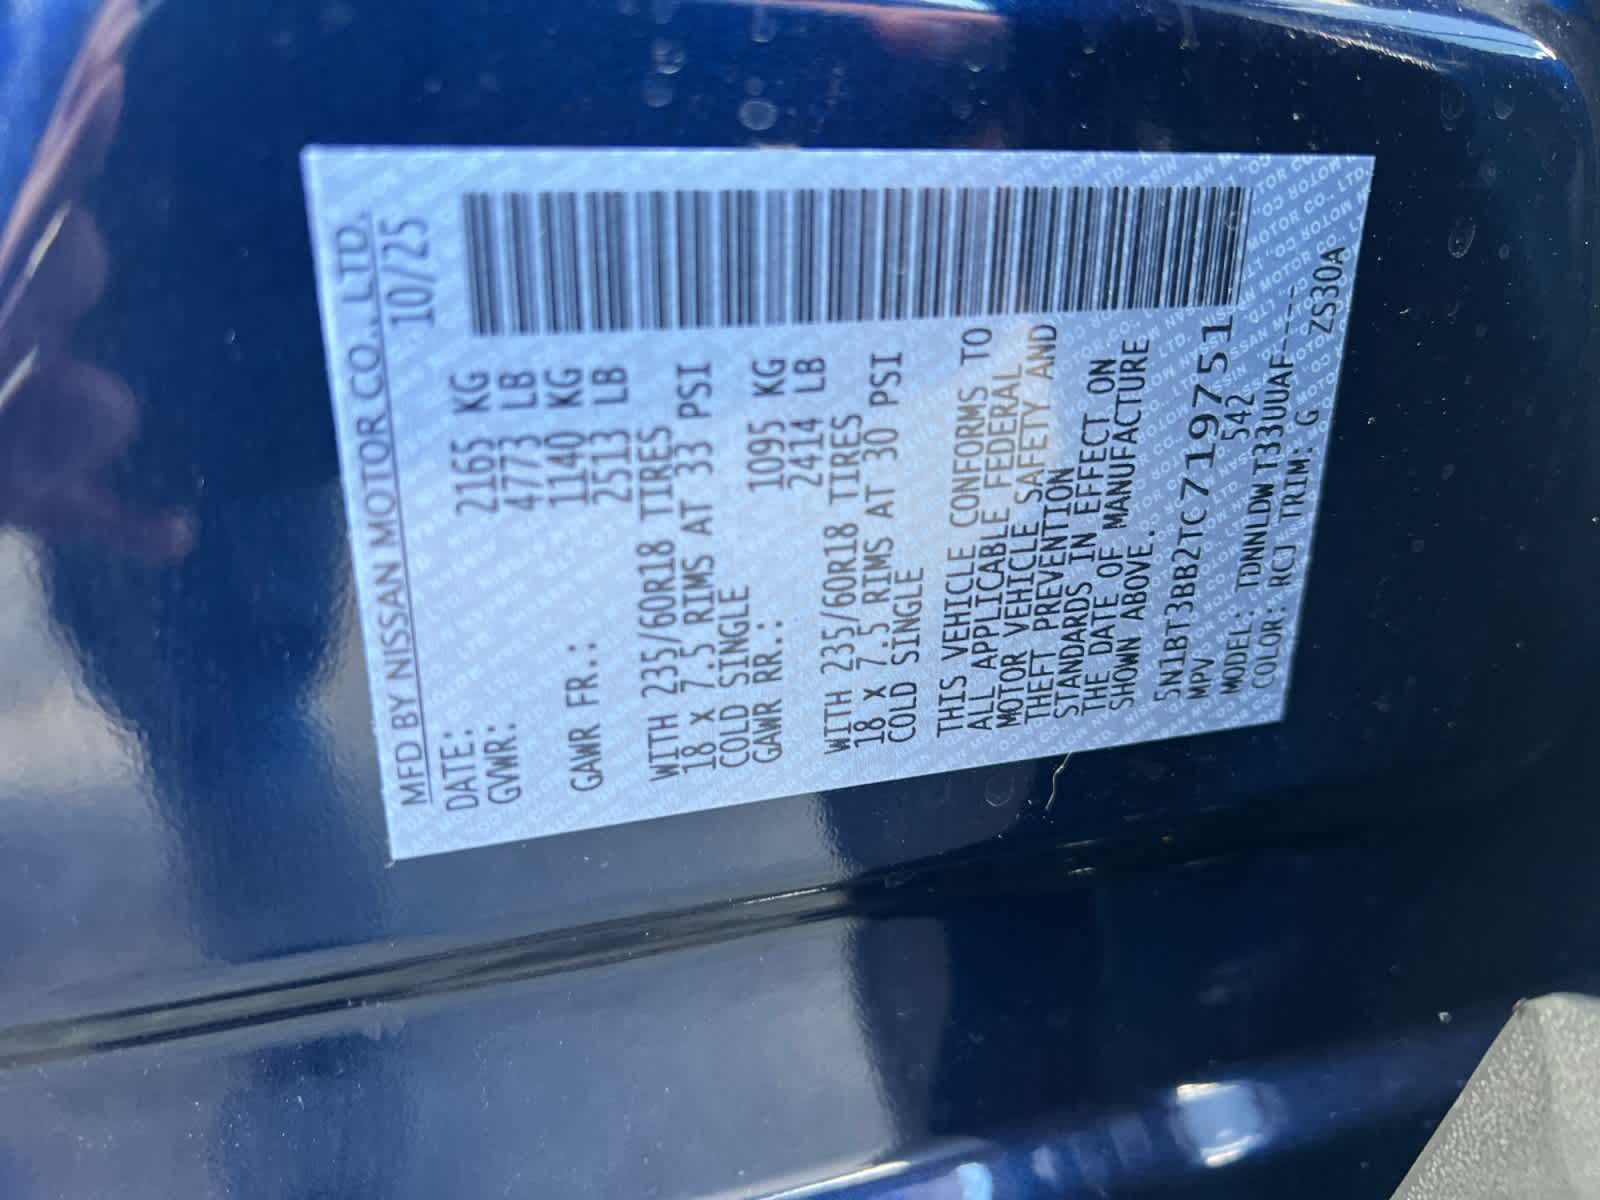 MFD BY NISSAN MOTOR CO., LTD.
DATE: 10/25
GVWR: 2165 KG
4773 LB
GAWR FR.: 1140 KG
2513 LB
WITH 235/60R18 TIRES
18 X 7.5 RIMS AT 33 PSI
COLD SINGLE
GAWR RR.: 1095 KG
2414 LB
WITH 235/60R18 TIRES
18 X 7.5 RIMS AT 30 PSI
COLD SINGLE
THIS VEHICLE CONFORMS TO
ALL APPLICABLE FEDERAL
MOTOR VEHICLE SAFETY AND
THEFT PREVENTION
STANDARDS IN EFFECT ON
THE DATE OF MANUFACTURE
SHOWN ABOVE.
5N1BT3BB2TC719751
MPV 542
MODEL: TDNNLDW T33UUAF----
COLOR: RCJ TRIM: G ZS30A